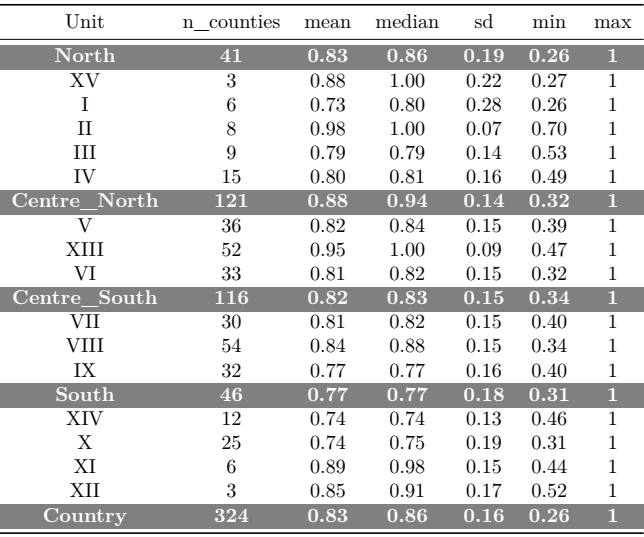 Unit n_counties mean median sd min max
North 41 0.83 0.86 0.19 0.26 1
XV 3 0.88 1.00 0.22 0.27 1
I 6 0.73 0.80 0.28 0.26 1
II 8 0.98 1.00 0.07 0.70 1
III 9 0.79 0.79 0.14 0.53 1
IV 15 0.80 0.81 0.16 0.49 1
Centre_North 121 0.88 0.94 0.14 0.32 1
V 36 0.82 0.84 0.15 0.39 1
XIII 52 0.95 1.00 0.09 0.47 1
VI 33 0.81 0.82 0.15 0.32 1
Centre_South 116 0.82 0.83 0.15 0.34 1
VII 30 0.81 0.82 0.15 0.40 1
VIII 54 0.84 0.88 0.15 0.34 1
IX 32 0.77 0.77 0.16 0.40 1
South 46 0.77 0.77 0.18 0.31 1
XIV 12 0.74 0.74 0.13 0.46 1
X 25 0.74 0.75 0.19 0.31 1
XI 6 0.89 0.98 0.15 0.44 1
XII 3 0.85 0.91 0.17 0.52 1
Country 324 0.83 0.86 0.16 0.26 1